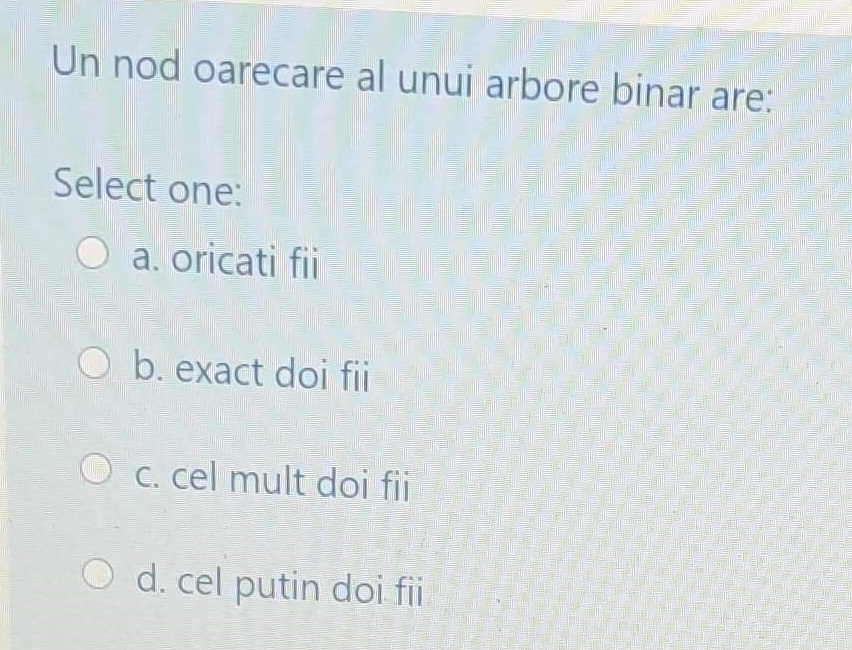 Un nod oarecare al unui arbore binar are:
Select one:
a. oricati fii
b. exact doi fii
c. cel mult doi fii
d. cel putin doi fii